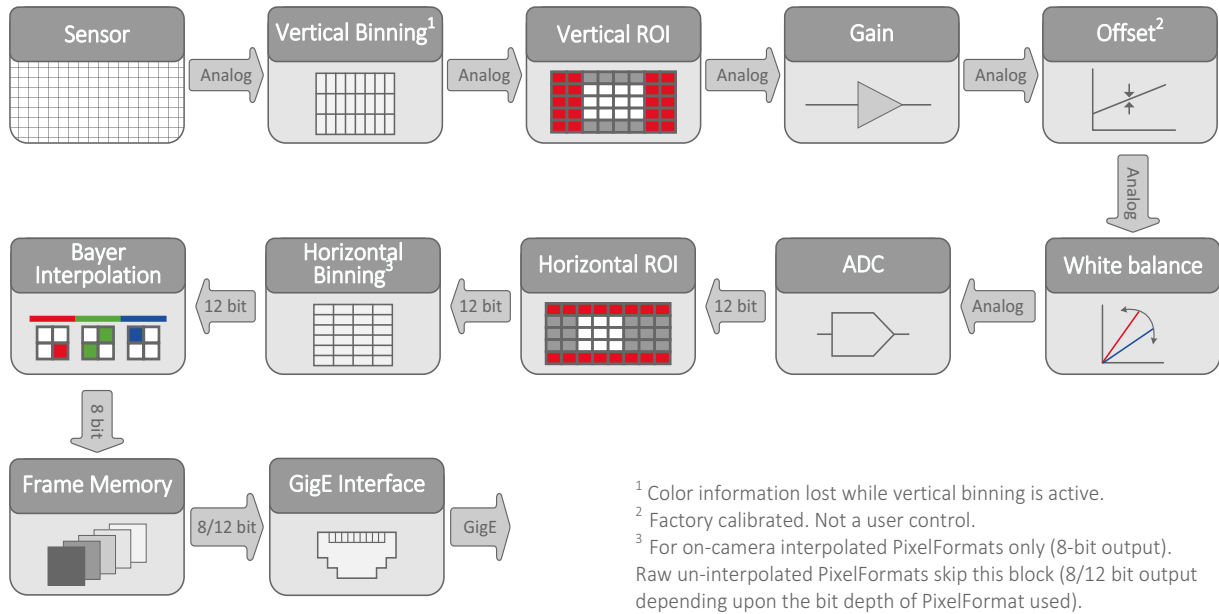 Sensor
Analog
Vertical Binning¹
Analog
Vertical ROI
Analog
Gain
Analog
Offset²
Analog
White balance
Analog
ADC
12 bit
Horizontal ROI
12 bit
Horizontal
Binning³
12 bit
Bayer
Interpolation
8 bit
Frame Memory
8/12 bit
GigE Interface
GigE
¹ Color information lost while vertical binning is active.
² Factory calibrated. Not a user control.
³ For on-camera interpolated PixelFormats only (8-bit output).
Raw un-interpolated PixelFormats skip this block (8/12 bit output
depending upon the bit depth of PixelFormat used).